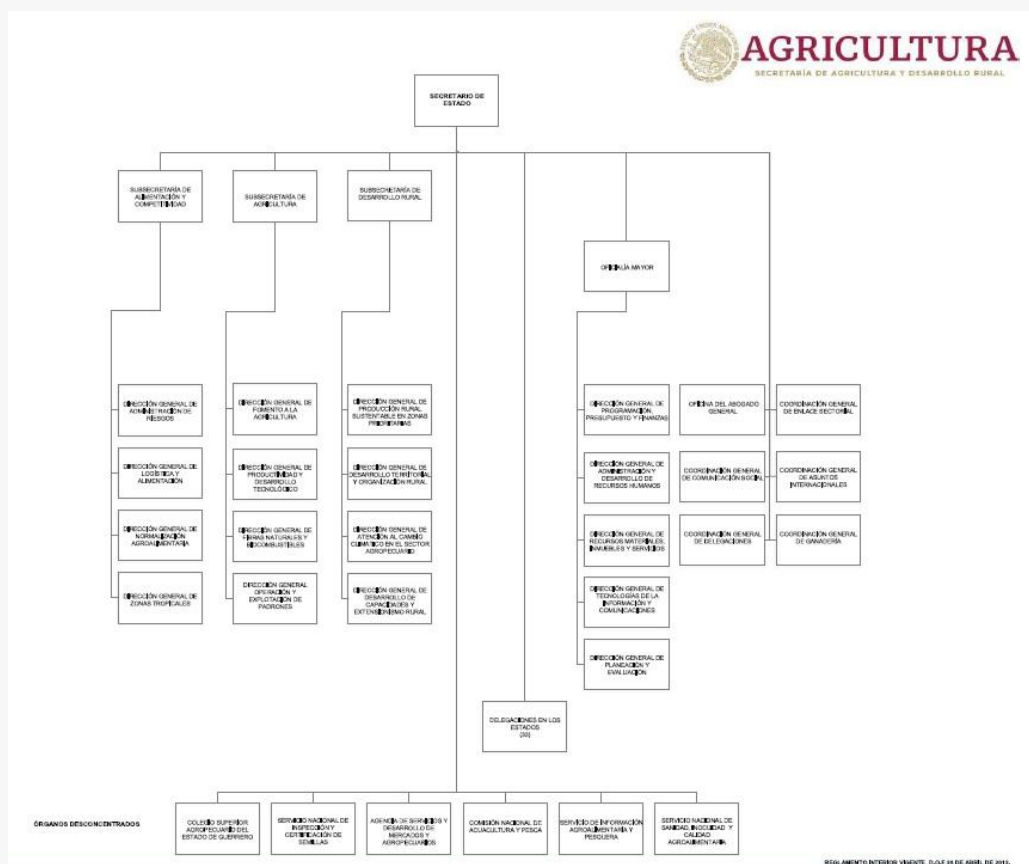 AGRICULTURA
SECRETARÍA DE AGRICULTURA Y DESARROLLO RURAL
SECRETARIO DE
ESTADO
SUBSECRETARÍA DE
ALIMENTACIÓN Y
COMPETITIVIDAD
SUBSECRETARÍA DE
AGRICULTURA
SUBSECRETARÍA DE
DESARROLLO RURAL
OFICIALÍA MAYOR
DIRECCIÓN GENERAL DE
ADMINISTRACIÓN DE
RIESGOS
DIRECCIÓN GENERAL DE
FOMENTO A LA
AGRICULTURA
DIRECCIÓN GENERAL DE
PRODUCCIÓN RURAL
SUSTENTABLE EN ZONAS
PRIORITARIAS
DIRECCIÓN GENERAL DE
PROGRAMACIÓN,
PRESUPUESTO Y FINANZAS
OFICINA DEL ABOGADO
GENERAL
COORDINACIÓN GENERAL
DE ENLACE SECTORIAL
DIRECCIÓN GENERAL DE
LOGÍSTICA Y
ALIMENTACIÓN
DIRECCIÓN GENERAL DE
PRODUCTIVIDAD Y
DESARROLLO
TECNOLÓGICO
DIRECCIÓN GENERAL DE
DESARROLLO TERRITORIAL
Y ORGANIZACIÓN RURAL
DIRECCIÓN GENERAL DE
ADMINISTRACIÓN Y
DESARROLLO DE
RECURSOS HUMANOS
COORDINACIÓN GENERAL
DE COMUNICACIÓN SOCIAL
COORDINACIÓN GENERAL
DE ASUNTOS
INTERNACIONALES
DIRECCIÓN GENERAL DE
NORMALIZACIÓN
AGROALIMENTARIA
DIRECCIÓN GENERAL DE
FIBRAS NATURALES Y
BIOCOMBUSTIBLES
DIRECCIÓN GENERAL DE
ATENCIÓN AL CAMBIO
CLIMÁTICO EN EL SECTOR
AGROPECUARIO
DIRECCIÓN GENERAL DE
RECURSOS MATERIALES,
INMUEBLES Y SERVICIOS
COORDINACIÓN GENERAL
DE DELEGACIONES
COORDINACIÓN GENERAL
DE GANADERÍA
DIRECCIÓN GENERAL DE
ZONAS TROPICALES
DIRECCIÓN GENERAL
OPERACIÓN Y
EXPLOTACIÓN DE
PADRONES
DIRECCIÓN GENERAL DE
DESARROLLO DE
CAPACIDADES Y
EXTENSIONISMO RURAL
DIRECCIÓN GENERAL DE
TECNOLOGÍAS DE LA
INFORMACIÓN Y
COMUNICACIONES
DIRECCIÓN GENERAL DE
PLANEACIÓN Y
EVALUACIÓN
DELEGACIONES EN LOS
ESTADOS
(33)
ÓRGANOS DESCONCENTRADOS
COLEGIO SUPERIOR
AGROPECUARIO DEL
ESTADO DE GUERRERO
SERVICIO NACIONAL DE
INSPECCIÓN Y
CERTIFICACIÓN DE
SEMILLAS
AGENCIA DE SERVICIOS Y
DESARROLLO DE
MERCADOS Y
AGROPECUARIOS
COMISIÓN NACIONAL DE
ACUACULTURA Y PESCA
SERVICIO DE INFORMACIÓN
AGROALIMENTARIA Y
PESQUERA
SERVICIO NACIONAL DE
SANIDAD, INOCUIDAD Y
CALIDAD
AGROALIMENTARIA
REGLAMENTO INTERIOR VIGENTE, D.O.F. DE ABRIL DE 2012.